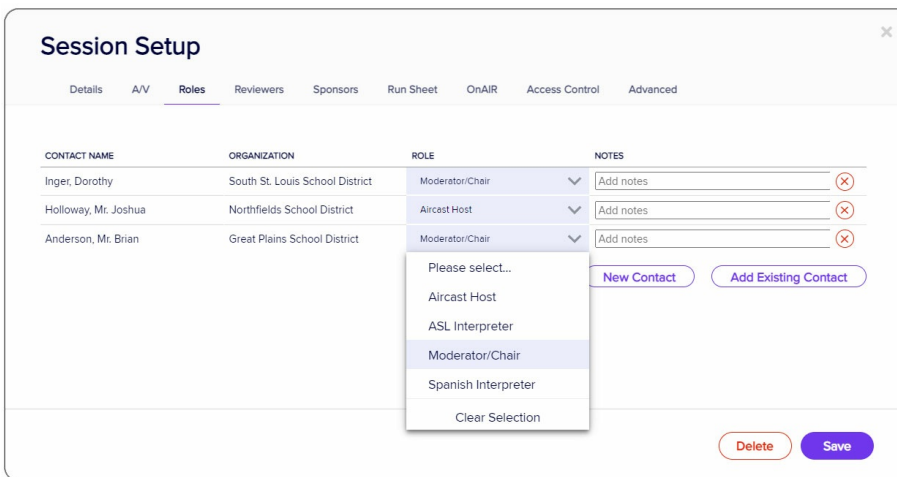 Session Setup
Details A/V Roles Reviewers Sponsors Run Sheet OnAIR Access Control Advanced
CONTACT NAME ORGANIZATION ROLE NOTES
Inger, Dorothy South St. Louis School District Moderator/Chair Add notes
Holloway, Mr. Joshua Northfields School District Aircast Host Add notes
Anderson, Mr. Brian Great Plains School District Moderator/Chair Add notes
Please select...
New Contact Add Existing Contact
Aircast Host
ASL Interpreter
Moderator/Chair
Spanish Interpreter
Clear Selection
Delete Save